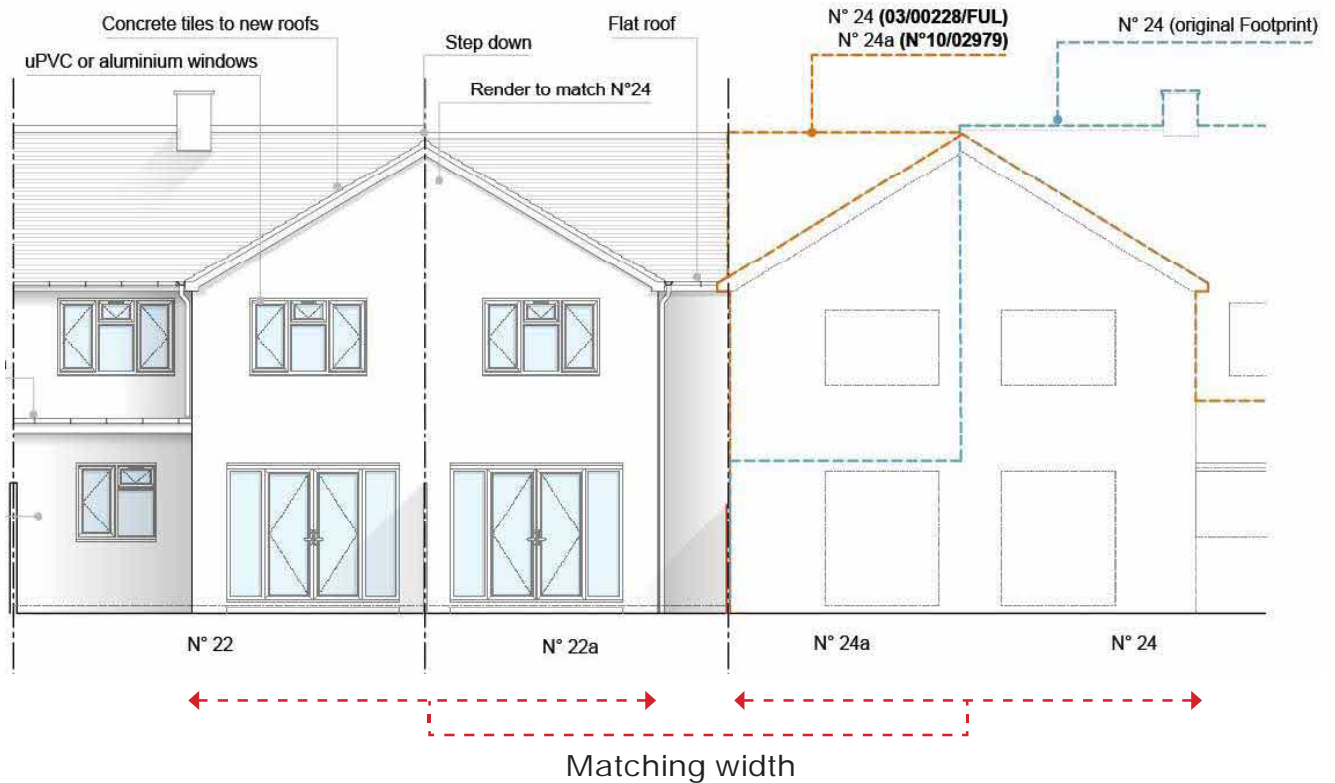 Concrete tiles to new roofs
uPVC or aluminium windows
Step down
Render to match N°24
Flat roof
N° 24 (03/00228/FUL)
N° 24a (N°10/02979)
N° 24 (original Footprint)
N° 22
N° 22a
N° 24a
N° 24
Matching width